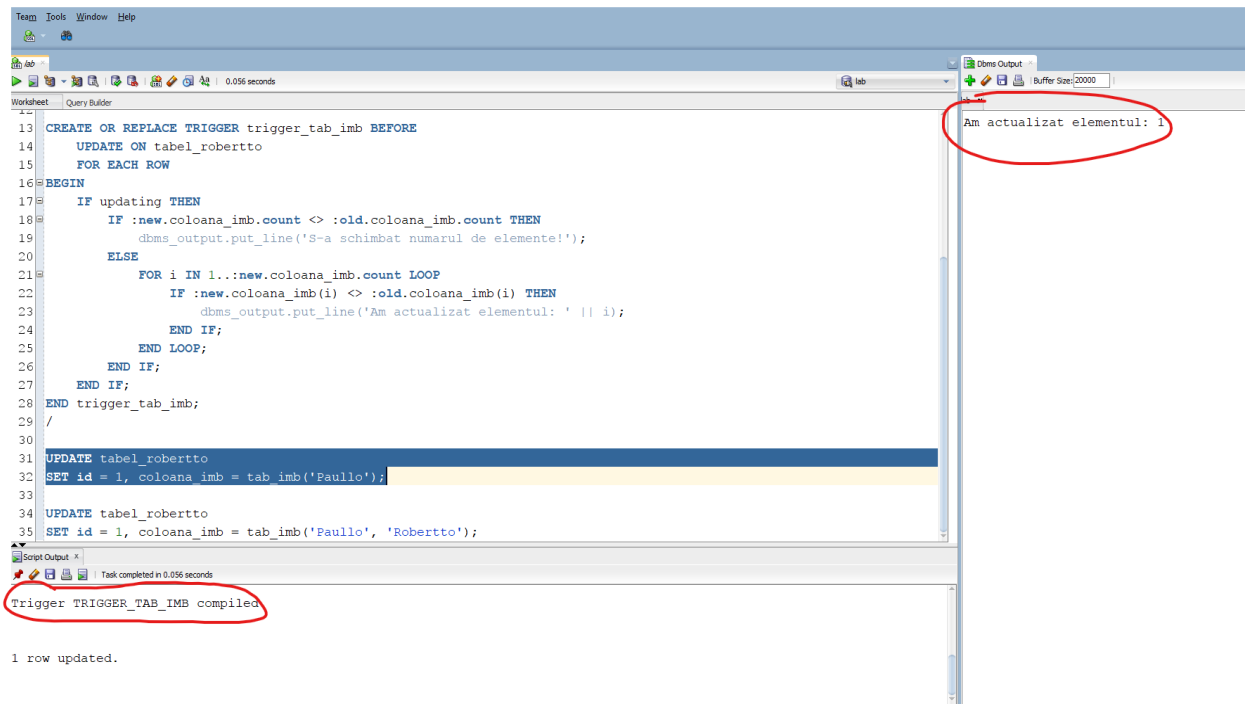 Team Tools Window Help
lab
0.056 seconds
lab
Worksheet Query Builder
13 CREATE OR REPLACE TRIGGER trigger_tab_imb BEFORE
14 UPDATE ON tabel_robertto
15 FOR EACH ROW
16 BEGIN
17 IF updating THEN
18 IF :new.coloana_imb.count <> :old.coloana_imb.count THEN
19 dbms_output.put_line('S-a schimbat numarul de elemente!');
20 ELSE
21 FOR i IN 1..:new.coloana_imb.count LOOP
22 IF :new.coloana_imb(i) <> :old.coloana_imb(i) THEN
23 dbms_output.put_line('Am actualizat elementul: ' || i);
24 END IF;
25 END LOOP;
26 END IF;
27 END IF;
28 END trigger_tab_imb;
29 /
30
31 UPDATE tabel_robertto
32 SET id = 1, coloana_imb = tab_imb('Paullo');
33
34 UPDATE tabel_robertto
35 SET id = 1, coloana_imb = tab_imb('Paullo', 'Robertto');
Script Output
Task completed in 0.056 seconds
Trigger TRIGGER_TAB_IMB compiled
1 row updated.
Dbms Output
Buffer Size: 20000
Am actualizat elementul: 1